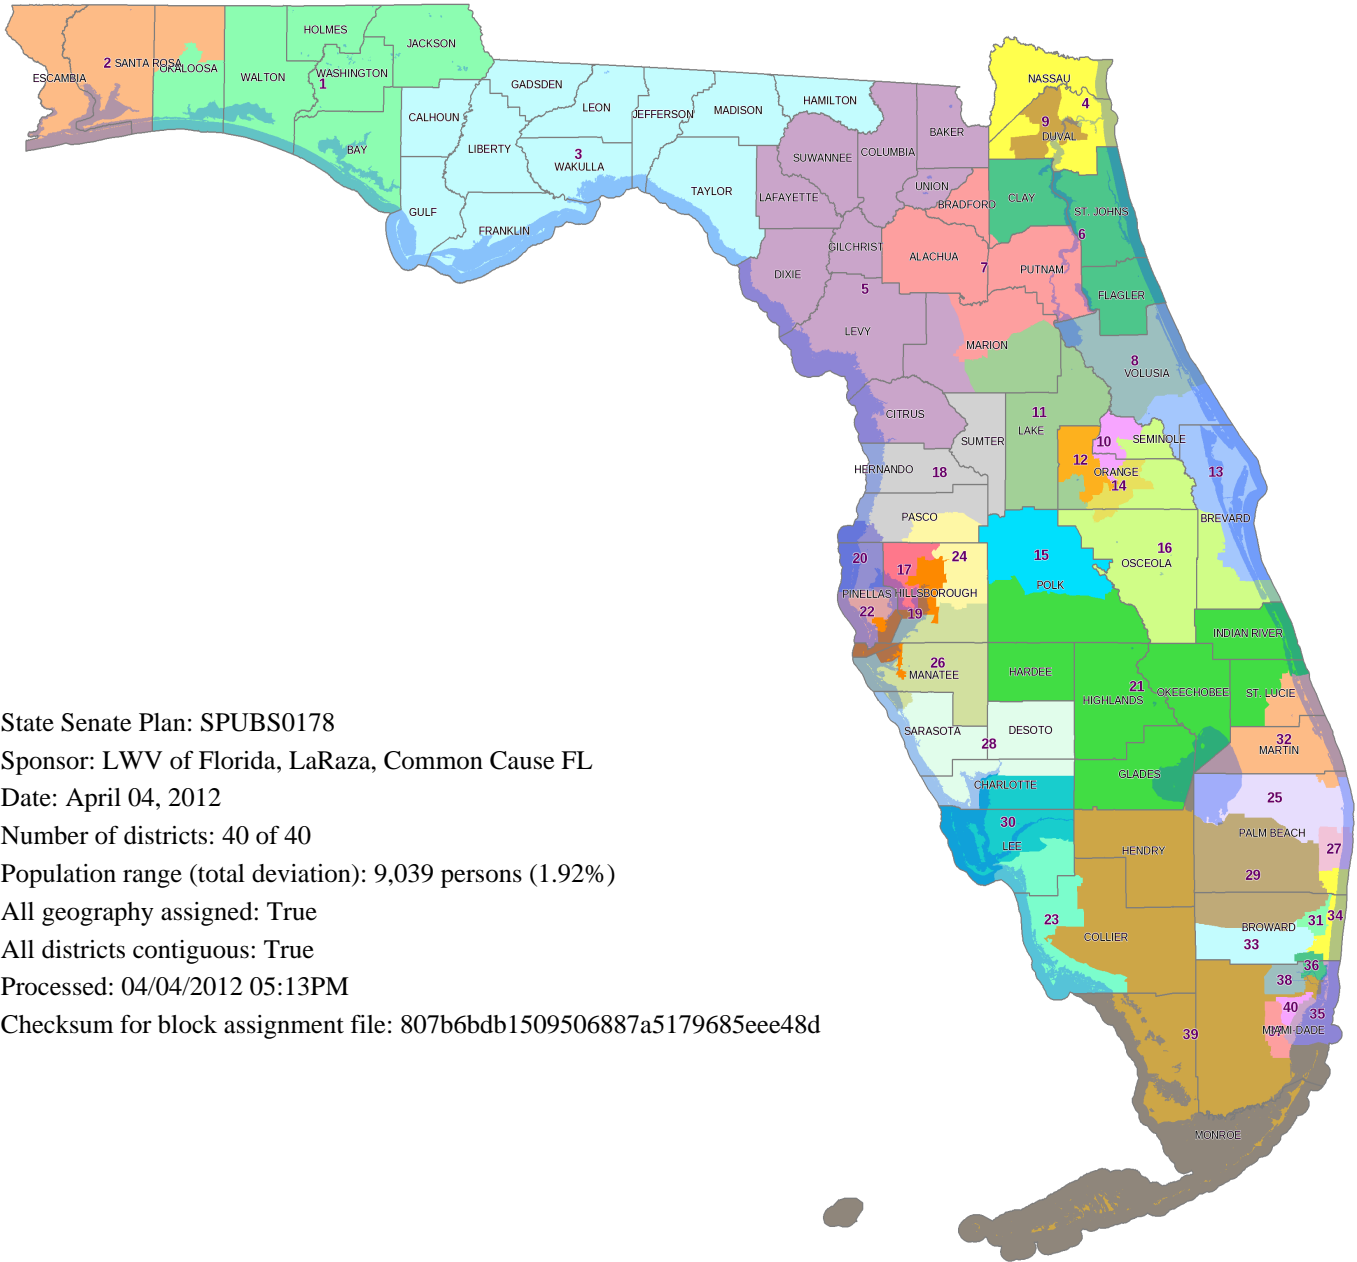 HOLMES
JACKSON
2 SANTA ROSA
OKALOOSA
ESCAMBIA
WALTON
WASHINGTON
1
BAY
GADSDEN
LEON
CALHOUN
JEFFERSON
MADISON
HAMILTON
LIBERTY
3
WAKULLA
TAYLOR
GULF
FRANKLIN
NASSAU
4
9
DUVAL
BAKER
COLUMBIA
SUWANNEE
UNION
LAFAYETTE
BRADFORD
CLAY
ST. JOHNS
6
GILCHRIST
ALACHUA
7
PUTNAM
DIXIE
5
FLAGLER
LEVY
MARION
8
VOLUSIA
CITRUS
11
LAKE
SUMTER
10
SEMINOLE
12
ORANGE
14
13
HERNANDO
18
PASCO
BREVARD
20
17
24
15
POLK
16
OSCEOLA
PINELLAS
HILLSBOROUGH
22
19
INDIAN RIVER
26
MANATEE
HARDEE
21
HIGHLANDS
OKEECHOBEE
ST. LUCIE
SARASOTA
DESOTO
28
32
MARTIN
GLADES
CHARLOTTE
25
30
LEE
HENDRY
PALM BEACH
27
29
23
COLLIER
BROWARD
31
34
33
36
38
40
35
37
MIAMI-DADE
39
MONROE
State Senate Plan: SPUBS0178
Sponsor: LWV of Florida, LaRaza, Common Cause FL
Date: April 04, 2012
Number of districts: 40 of 40
Population range (total deviation): 9,039 persons (1.92%)
All geography assigned: True
All districts contiguous: True
Processed: 04/04/2012 05:13PM
Checksum for block assignment file: 807b6bdb1509506887a5179685eee48d